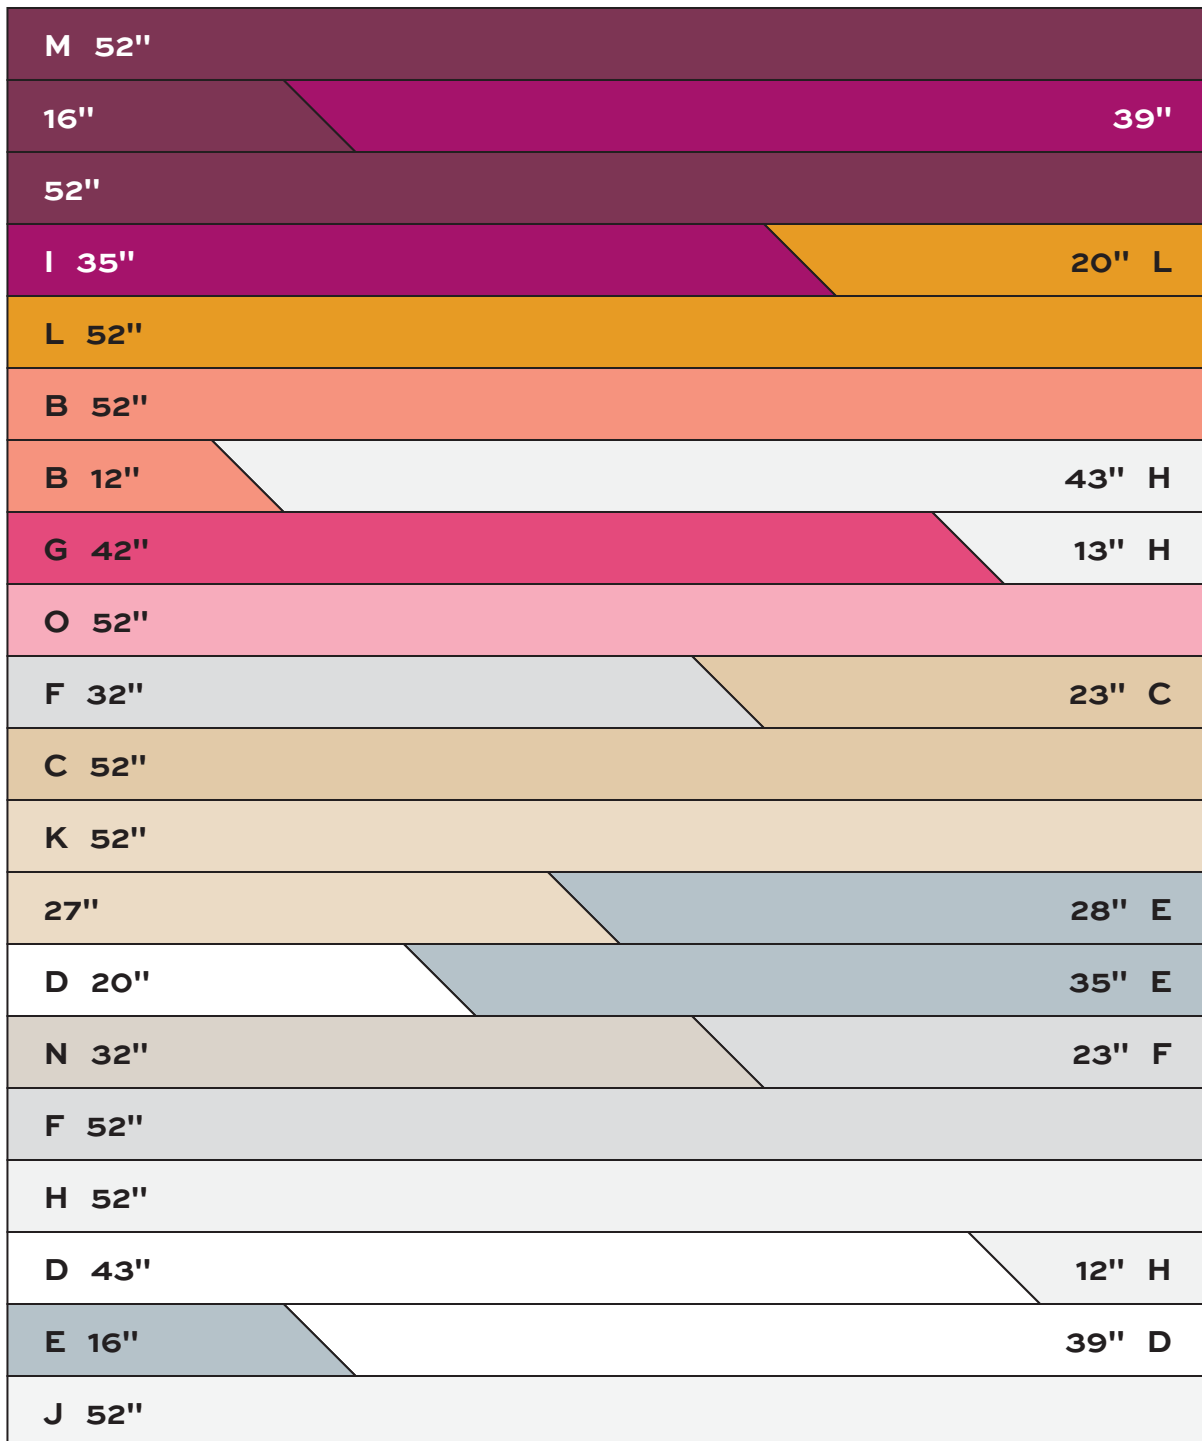 M 52"
16" 39"
52"
I 35" 20" L
L 52"
B 52"
B 12" 43" H
G 42" 13" H
O 52"
F 32" 23" C
C 52"
K 52"
27" 28" E
D 20" 35" E
N 32" 23" F
F 52"
H 52"
D 43" 12" H
E 16" 39" D
J 52"